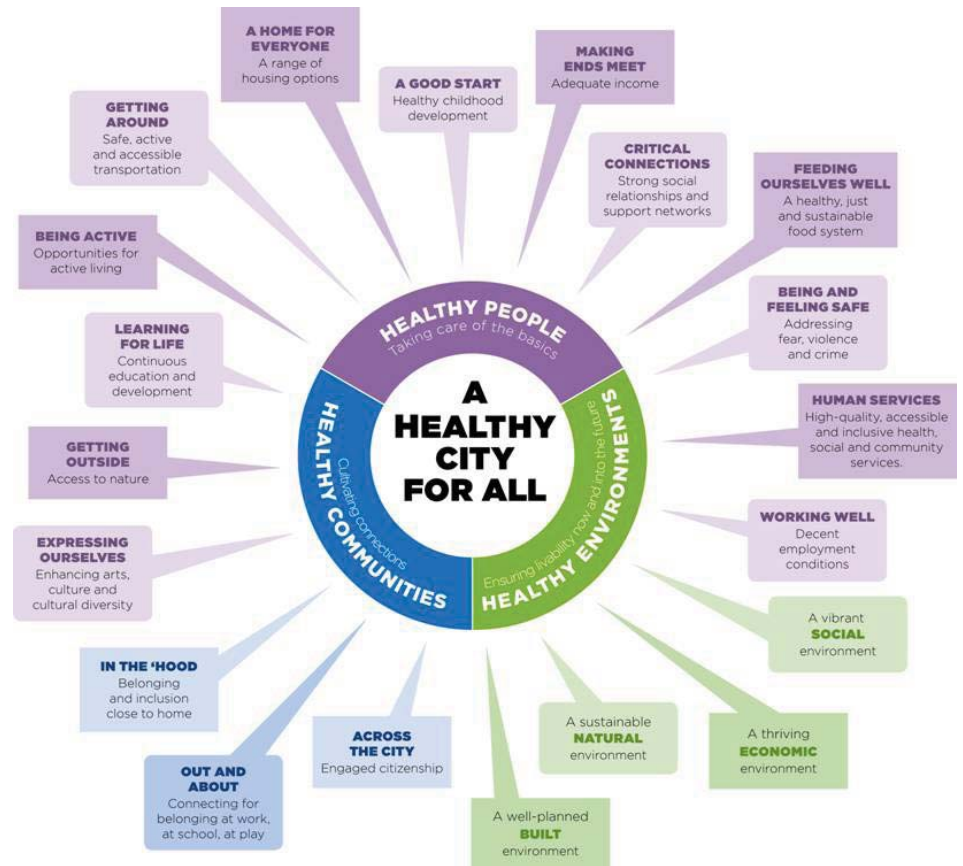 A HOME FOR
EVERYONE
A range of
housing options
A GOOD START
Healthy childhood
development
MAKING
ENDS MEET
Adequate income
GETTING
AROUND
Safe, active
and accessible
transportation
CRITICAL
CONNECTIONS
Strong social
relationships and
support networks
FEEDING
OURSELVES WELL
A healthy, just
and sustainable
food system
BEING ACTIVE
Opportunities for
active living
BEING AND
FEELING SAFE
Addressing
fear, violence
and crime
LEARNING
FOR LIFE
Continuous
education and
development
HUMAN SERVICES
High-quality, accessible
and inclusive health,
social and community
services.
GETTING
OUTSIDE
Access to nature
WORKING WELL
Decent
employment
conditions
EXPRESSING
OURSELVES
Enhancing arts,
culture and
cultural diversity
A vibrant
SOCIAL
environment
IN THE ‘HOOD
Belonging
and inclusion
close to home
A thriving
ECONOMIC
environment
ACROSS
THE CITY
Engaged citizenship
A sustainable
NATURAL
environment
OUT AND
ABOUT
Connecting for
belonging at work,
at school, at play
A well-planned
BUILT
environment
HEALTHY PEOPLE
Taking care of the basics
HEALTHY COMMUNITIES
Cultivating connections
HEALTHY ENVIRONMENTS
Ensuring livability now and into the future
A
HEALTHY
CITY
FOR ALL